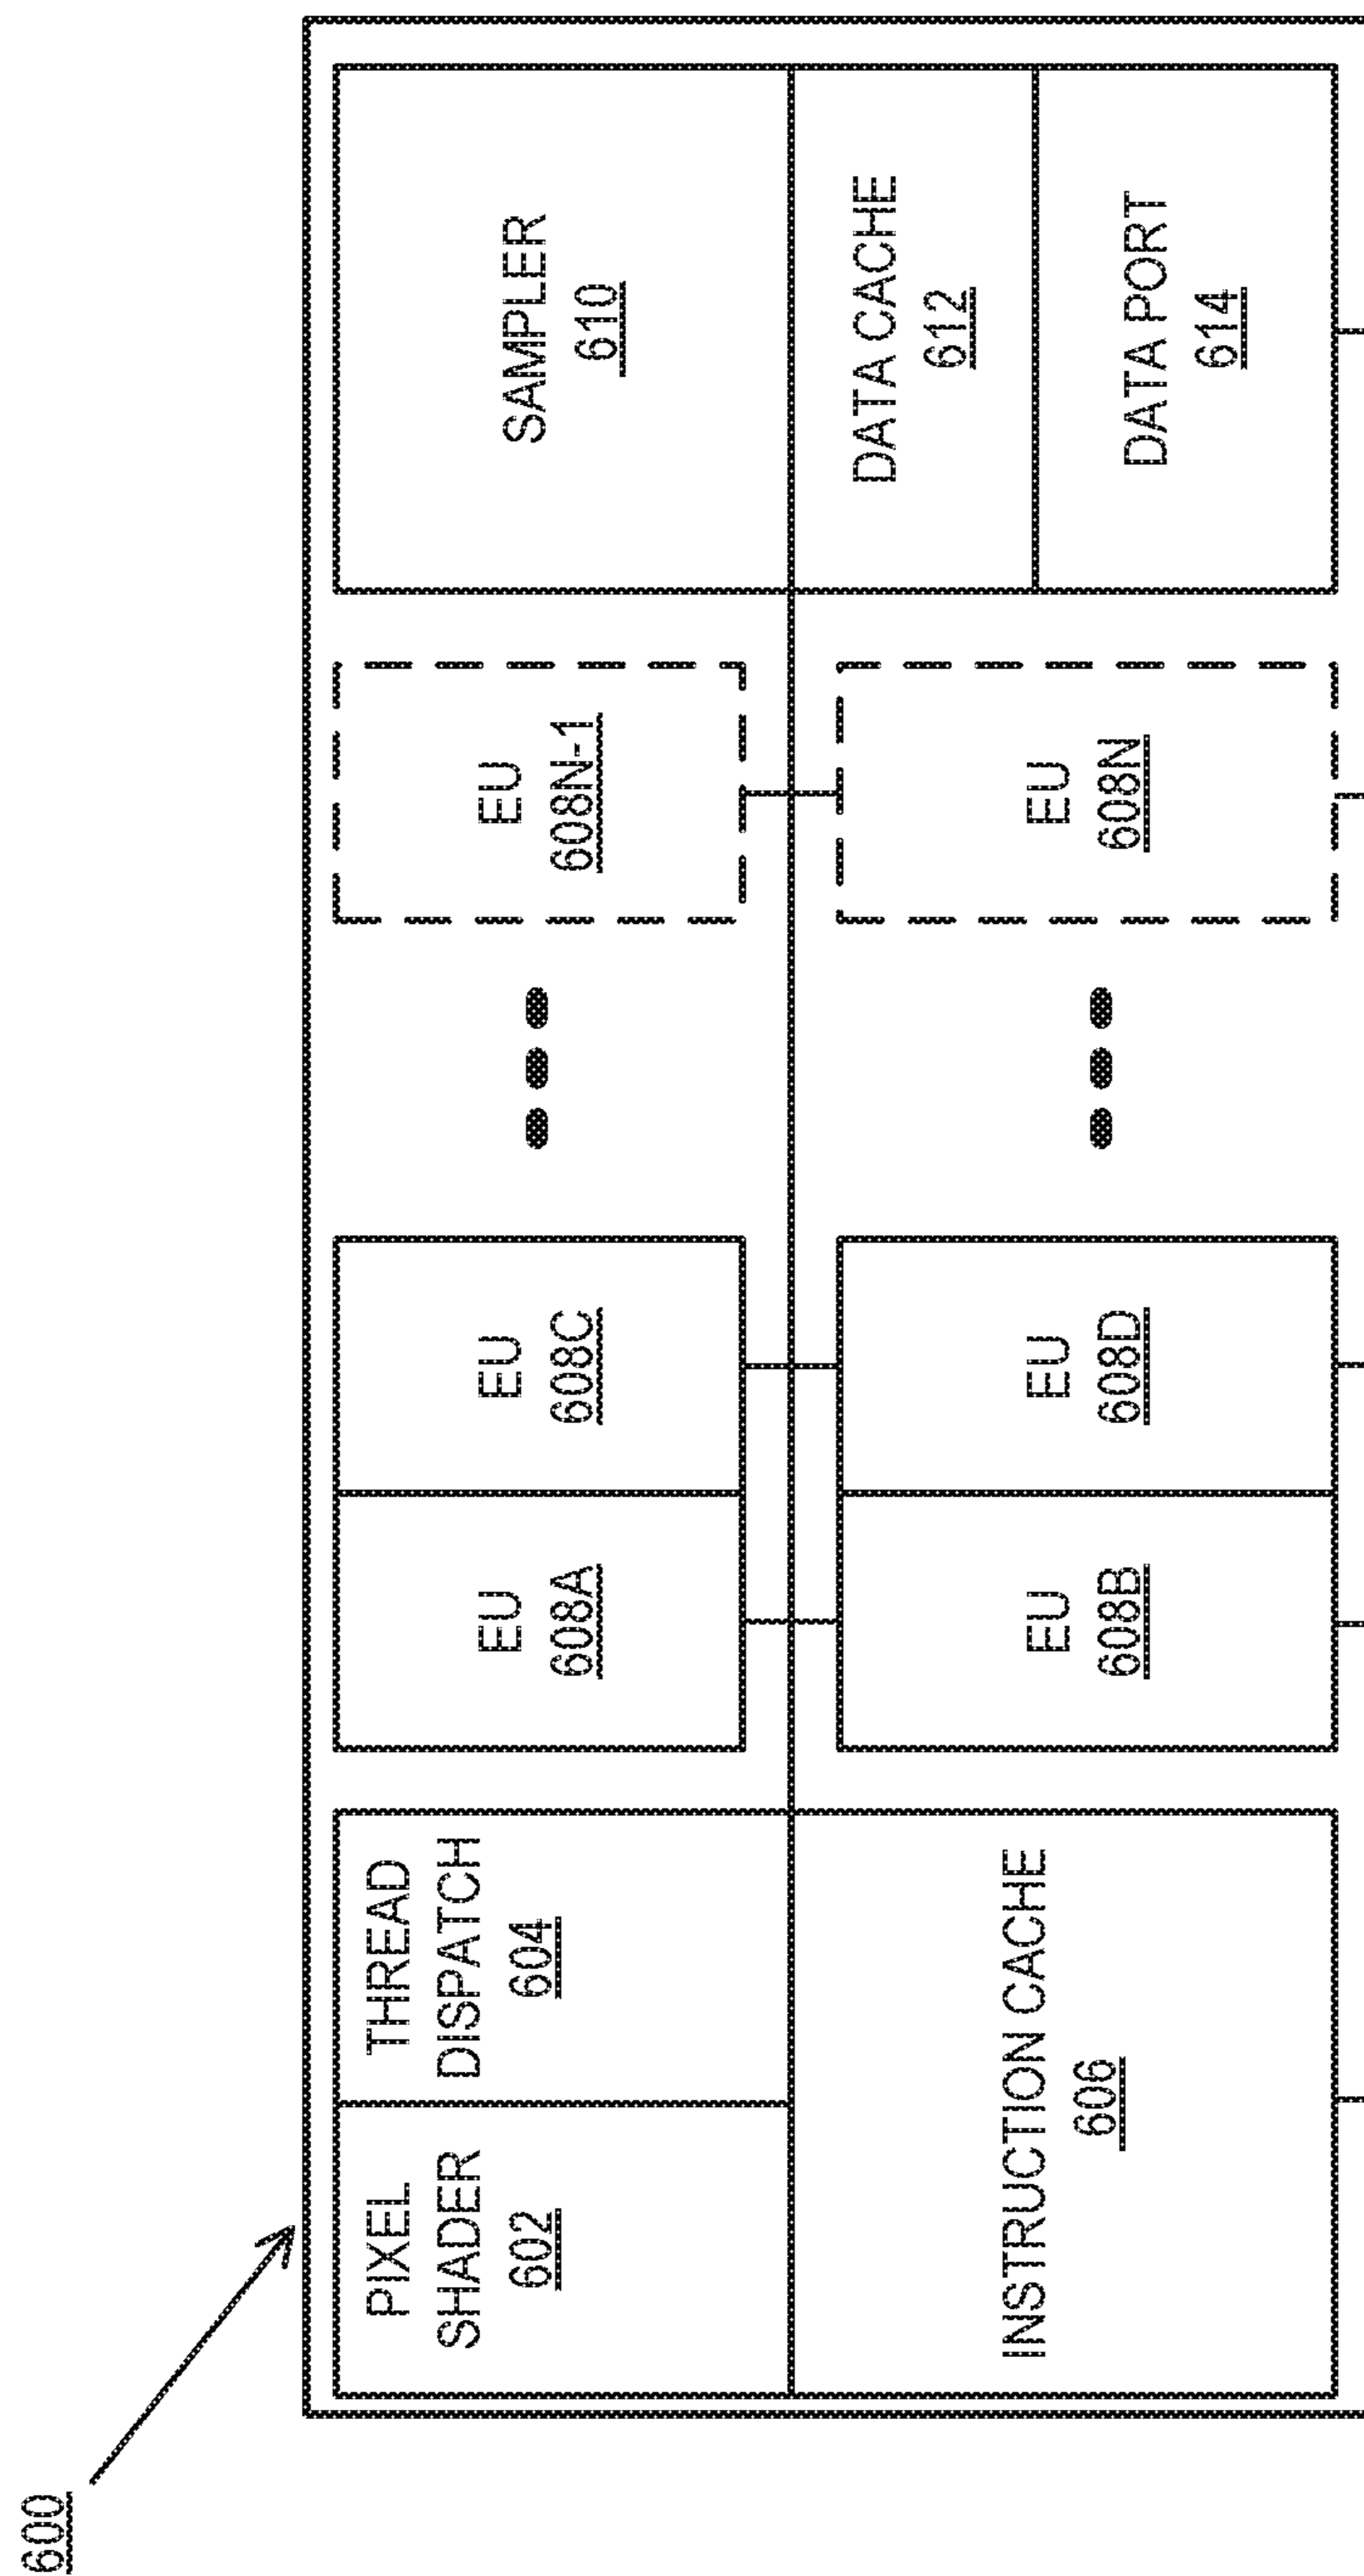 600
PIXEL
SHADER
602
THREAD
DISPATCH
604
EU
608A
EU
608C
EU
608N-1
SAMPLER
610
INSTRUCTION CACHE
606
EU
608B
EU
608D
EU
608N
DATA CACHE
612
DATA PORT
614